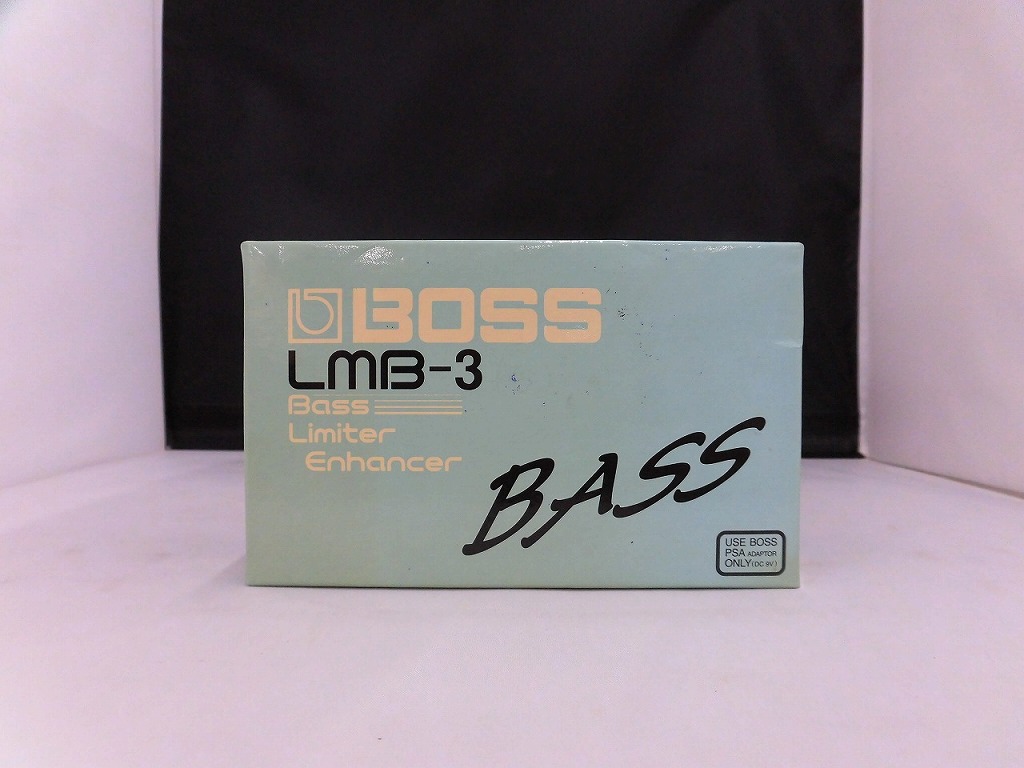 BOSS
LMB-3
Bass
Limiter
Enhancer
BASS
USE BOSS
PSA ADAPTOR
ONLY(DC 9V)